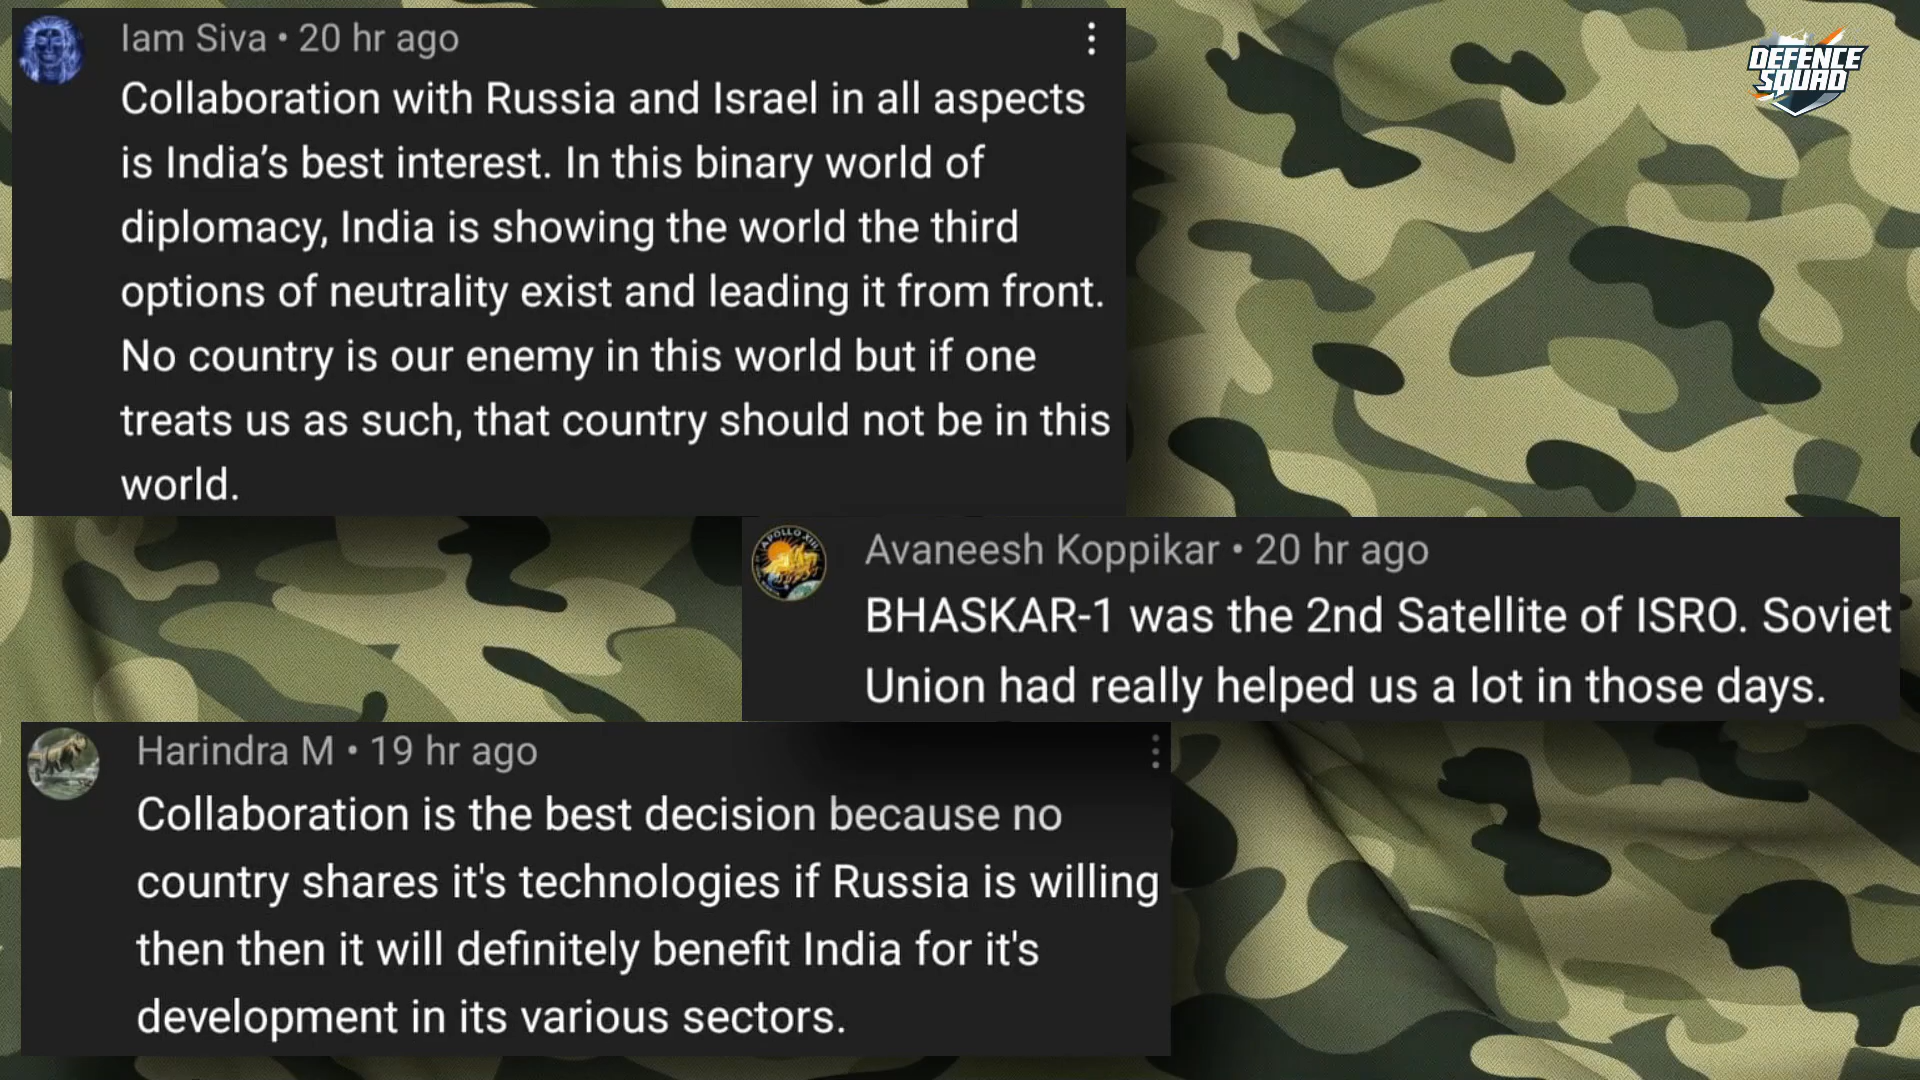 Iam Siva • 20 hr ago
Collaboration with Russia and Israel in all aspects
is India's best interest. In this binary world of
diplomacy, India is showing the world the third
options of neutrality exist and leading it from front.
No country is our enemy in this world but if one
treats us as such, that country should not be in this
world.
DEFENCE
SQUAD
APOLLO XIII
Avaneesh Koppikar • 20 hr ago
BHASKAR-1 was the 2nd Satellite of ISRO. Soviet
Union had really helped us a lot in those days.
Harindra M • 19 hr ago
Collaboration is the best decision because no
country shares it's technologies if Russia is willing
then then it will definitely benefit India for it's
development in its various sectors.